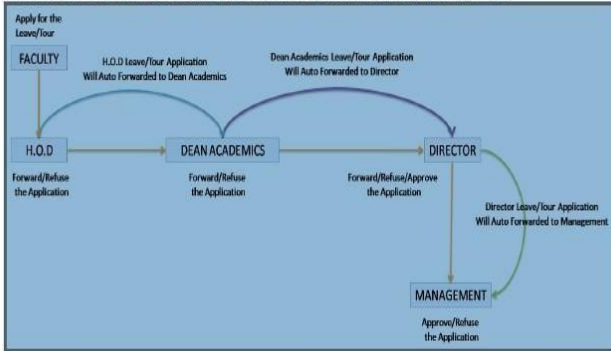 Apply for the
Leave/Tour
FACULTY
H.O.D Leave/Tour Application
Will Auto Forwarded to Dean Academics
Dean Academics Leave/Tour Application
Will Auto Forwarded to Director
H.O.D
DEAN ACADEMICS
DIRECTOR
Forward/Refuse
the Application
Forward/Refuse
the Application
Forward/Refuse/Approve
the Application
Director Leave/Tour Application
Will Auto Forwarded to Management
MANAGEMENT
Approve/Refuse
the Application